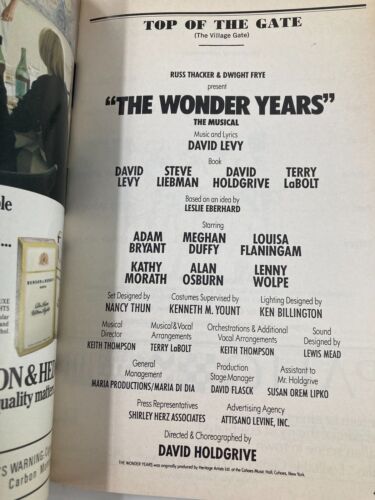 TOP OF THE GATE
(The Village Gate)
RUSS THACKER & DWIGHT FRYE
present
"THE WONDER YEARS"
THE MUSICAL
Music and Lyrics
DAVID LEVY
Book
DAVID LEVY
STEVE LIEBMAN
DAVID HOLDGRIVE
TERRY LaBOLT
Based on an idea by
LESLIE EBERHARD
Starring
ADAM BRYANT
MEGHAN DUFFY
LOUISA FLANINGAM
KATHY MORATH
ALAN OSBURN
LENNY WOLPE
Set Designed by
NANCY THUN
Costumes Supervised by
KENNETH M. YOUNT
Lighting Designed by
KEN BILLINGTON
Musical Director
KEITH THOMPSON
Musical & Vocal Arrangements
TERRY LaBOLT
Orchestrations & Additional Vocal Arrangements
KEITH THOMPSON
Sound Designed by
LEWIS MEAD
General Management
MARIA PRODUCTIONS/MARIA DI DIA
Production Stage Manager
DAVID FLASCK
Assistant to Mr. Holdgrive
SUSAN OREM LIPKO
Press Representatives
SHIRLEY HERZ ASSOCIATES
Advertising Agency
ATTISANO LEVINE, INC.
Directed & Choreographed by
DAVID HOLDGRIVE
THE WONDER YEARS was originally produced by Heritage Artists Ltd. at the Cohoes Music Hall, Cohoes, New York.
ON & HE
uality matte
'S WARNING:
Carbon Mon